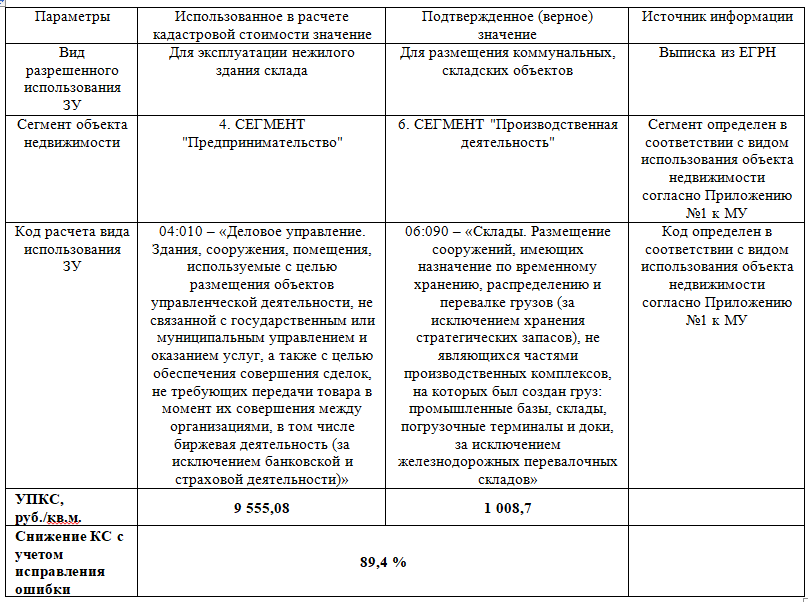 Параметры
Использованное в расчете
кадастровой стоимости значение
Подтвержденное (верное)
значение
Источник информации
Вид
разрешенного
использования
ЗУ
Для эксплуатации нежилого
здания склада
Для размещения коммунальных,
складских объектов
Выписка из ЕГРН
Сегмент объекта
недвижимости
4. СЕГМЕНТ
"Предпринимательство"
6. СЕГМЕНТ "Производственная
деятельность"
Сегмент определен в
соответствии с видом
использования объекта
недвижимости
согласно Приложению
№1 к МУ
Код расчета вида
использования
ЗУ
04:010 – «Деловое управление.
Здания, сооружения, помещения,
используемые с целью
размещения объектов
управленческой деятельности, не
связанной с государственным или
муниципальным управлением и
оказанием услуг, а также с целью
обеспечения совершения сделок,
не требующих передачи товара в
момент их совершения между
организациями, в том числе
биржевая деятельность (за
исключением банковской и
страховой деятельности)»
06:090 – «Склады. Размещение
сооружений, имеющих
назначение по временному
хранению, распределению и
перевалке грузов (за
исключением хранения
стратегических запасов), не
являющихся частями
производственных комплексов,
на которых был создан груз:
промышленные базы, склады,
погрузочные терминалы и доки,
за исключением
железнодорожных перевалочных
складов»
Код определен в
соответствии с видом
использования объекта
недвижимости
согласно Приложению
№1 к МУ
УПКС,
руб./кв.м.
9 555,08
1 008,7
Снижение КС с
учетом
исправления
ошибки
89,4 %